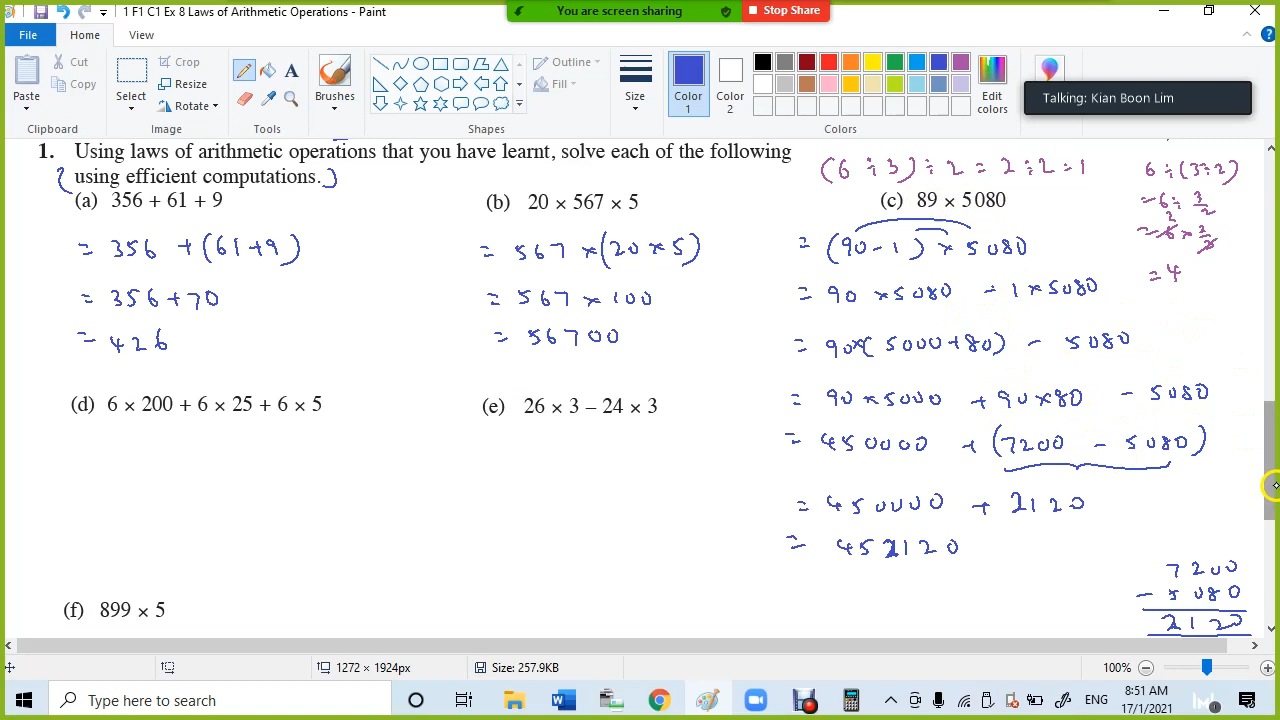 1 F1 C1 Ex 8 Laws of Arithmetic Operations - Paint
You are screen sharing
Stop Share
File
Home
View
Paste
Cut
Copy
Clipboard
Select
Crop
Resize
Rotate
Image
Tools
Brushes
Outline
Fill
Shapes
Size
Color 1
Color 2
Edit colors
Colors
Talking: Kian Boon Lim
1. Using laws of arithmetic operations that you have learnt, solve each of the following
using efficient computations.
(a) 356 + 61 + 9
= 356 + (61+9)
= 356+70
= 426
(b) 20 × 567 × 5
= 567 × (20 × 5)
= 567 × 100
= 56700
(6 ÷ 3) ÷ 2 = 2 ÷ 2 = 1
(c) 89 × 5080
= (90 - 1) × 5080
= 90 × 5080 - 1 × 5080
= 90×(5000+80) - 5080
= 90 × 5000 + 90×80 - 5080
= 450000 + (7200 - 5080)
= 450000 + 2120
= 452120
6 ÷ (3÷2)
= 6 ÷ 3/2
= 6 × 2/3
2
= 4
7200
- 5080
2120
(d) 6 × 200 + 6 × 25 + 6 × 5
(e) 26 × 3 – 24 × 3
(f) 899 × 5
1272 × 1924px
Size: 257.9KB
100%
Type here to search
ENG
8:51 AM
17/1/2021